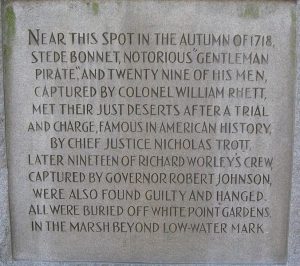 NEAR THIS SPOT IN THE AUTUMN OF 1718,
STEDE BONNET, NOTORIOUS "GENTLEMAN
PIRATE," AND TWENTY NINE OF HIS MEN,
CAPTURED BY COLONEL WILLIAM RHETT,
MET THEIR JUST DESERTS AFTER A TRIAL
AND CHARGE, FAMOUS IN AMERICAN HISTORY,
BY CHIEF JUSTICE NICHOLAS TROTT.
LATER NINETEEN OF RICHARD WORLEY'S CREW,
CAPTURED BY GOVERNOR ROBERT JOHNSON,
WERE ALSO FOUND GUILTY AND HANGED.
ALL WERE BURIED OFF WHITE POINT GARDENS,
IN THE MARSH BEYOND LOW-WATER MARK.